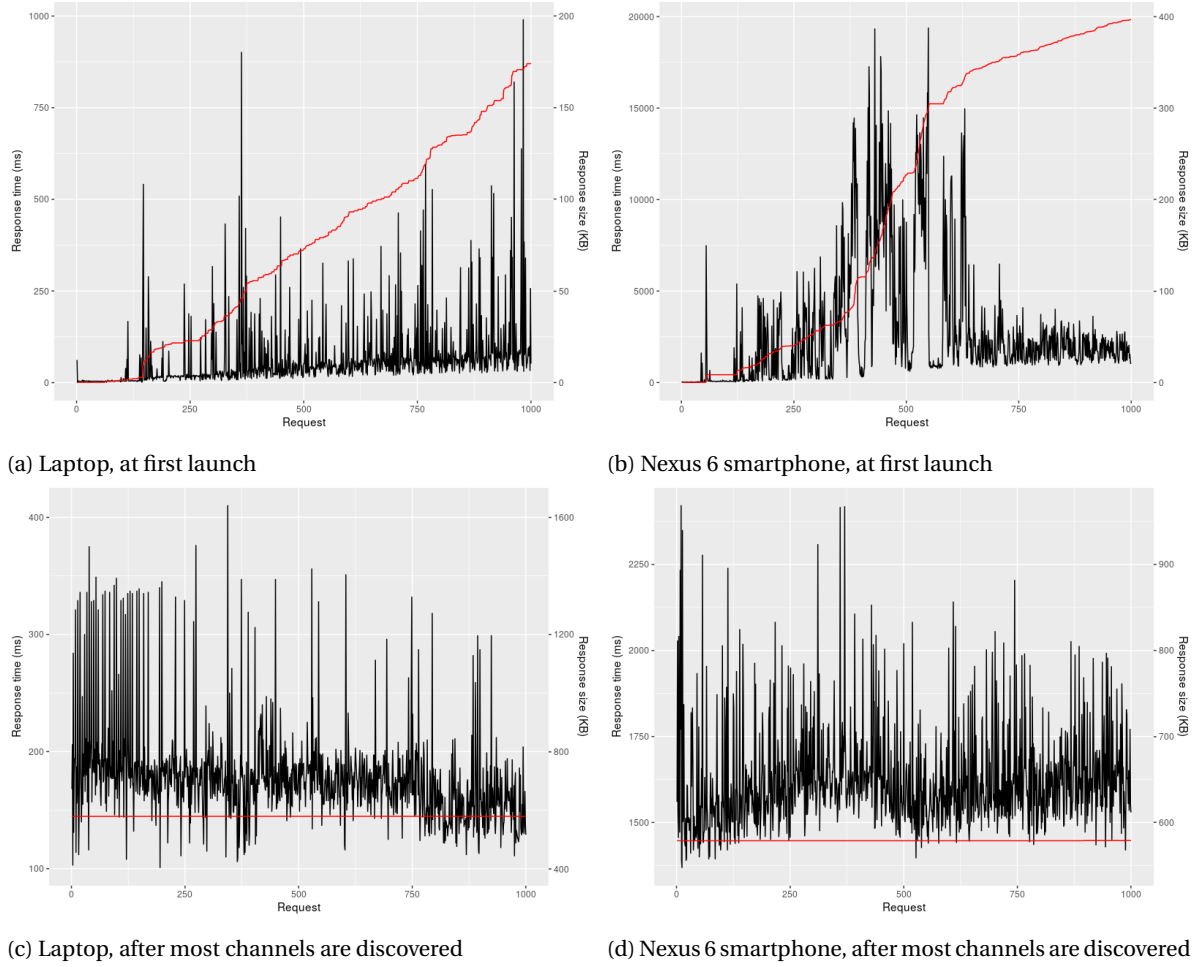 1000
750
500
250
0
Response time (ms)
200
150
100
50
0
Response size (KB)
0 250 500 750 1000
Request
(a) Laptop, at first launch
20000
15000
10000
5000
0
Response time (ms)
400
300
200
100
0
Response size (KB)
0 250 500 750 1000
Request
(b) Nexus 6 smartphone, at first launch
400
300
200
100
Response time (ms)
1600
1200
800
400
Response size (KB)
0 250 500 750 1000
Request
(c) Laptop, after most channels are discovered
2250
2000
1750
1500
Response time (ms)
900
800
700
600
Response size (KB)
0 250 500 750 1000
Request
(d) Nexus 6 smartphone, after most channels are discovered